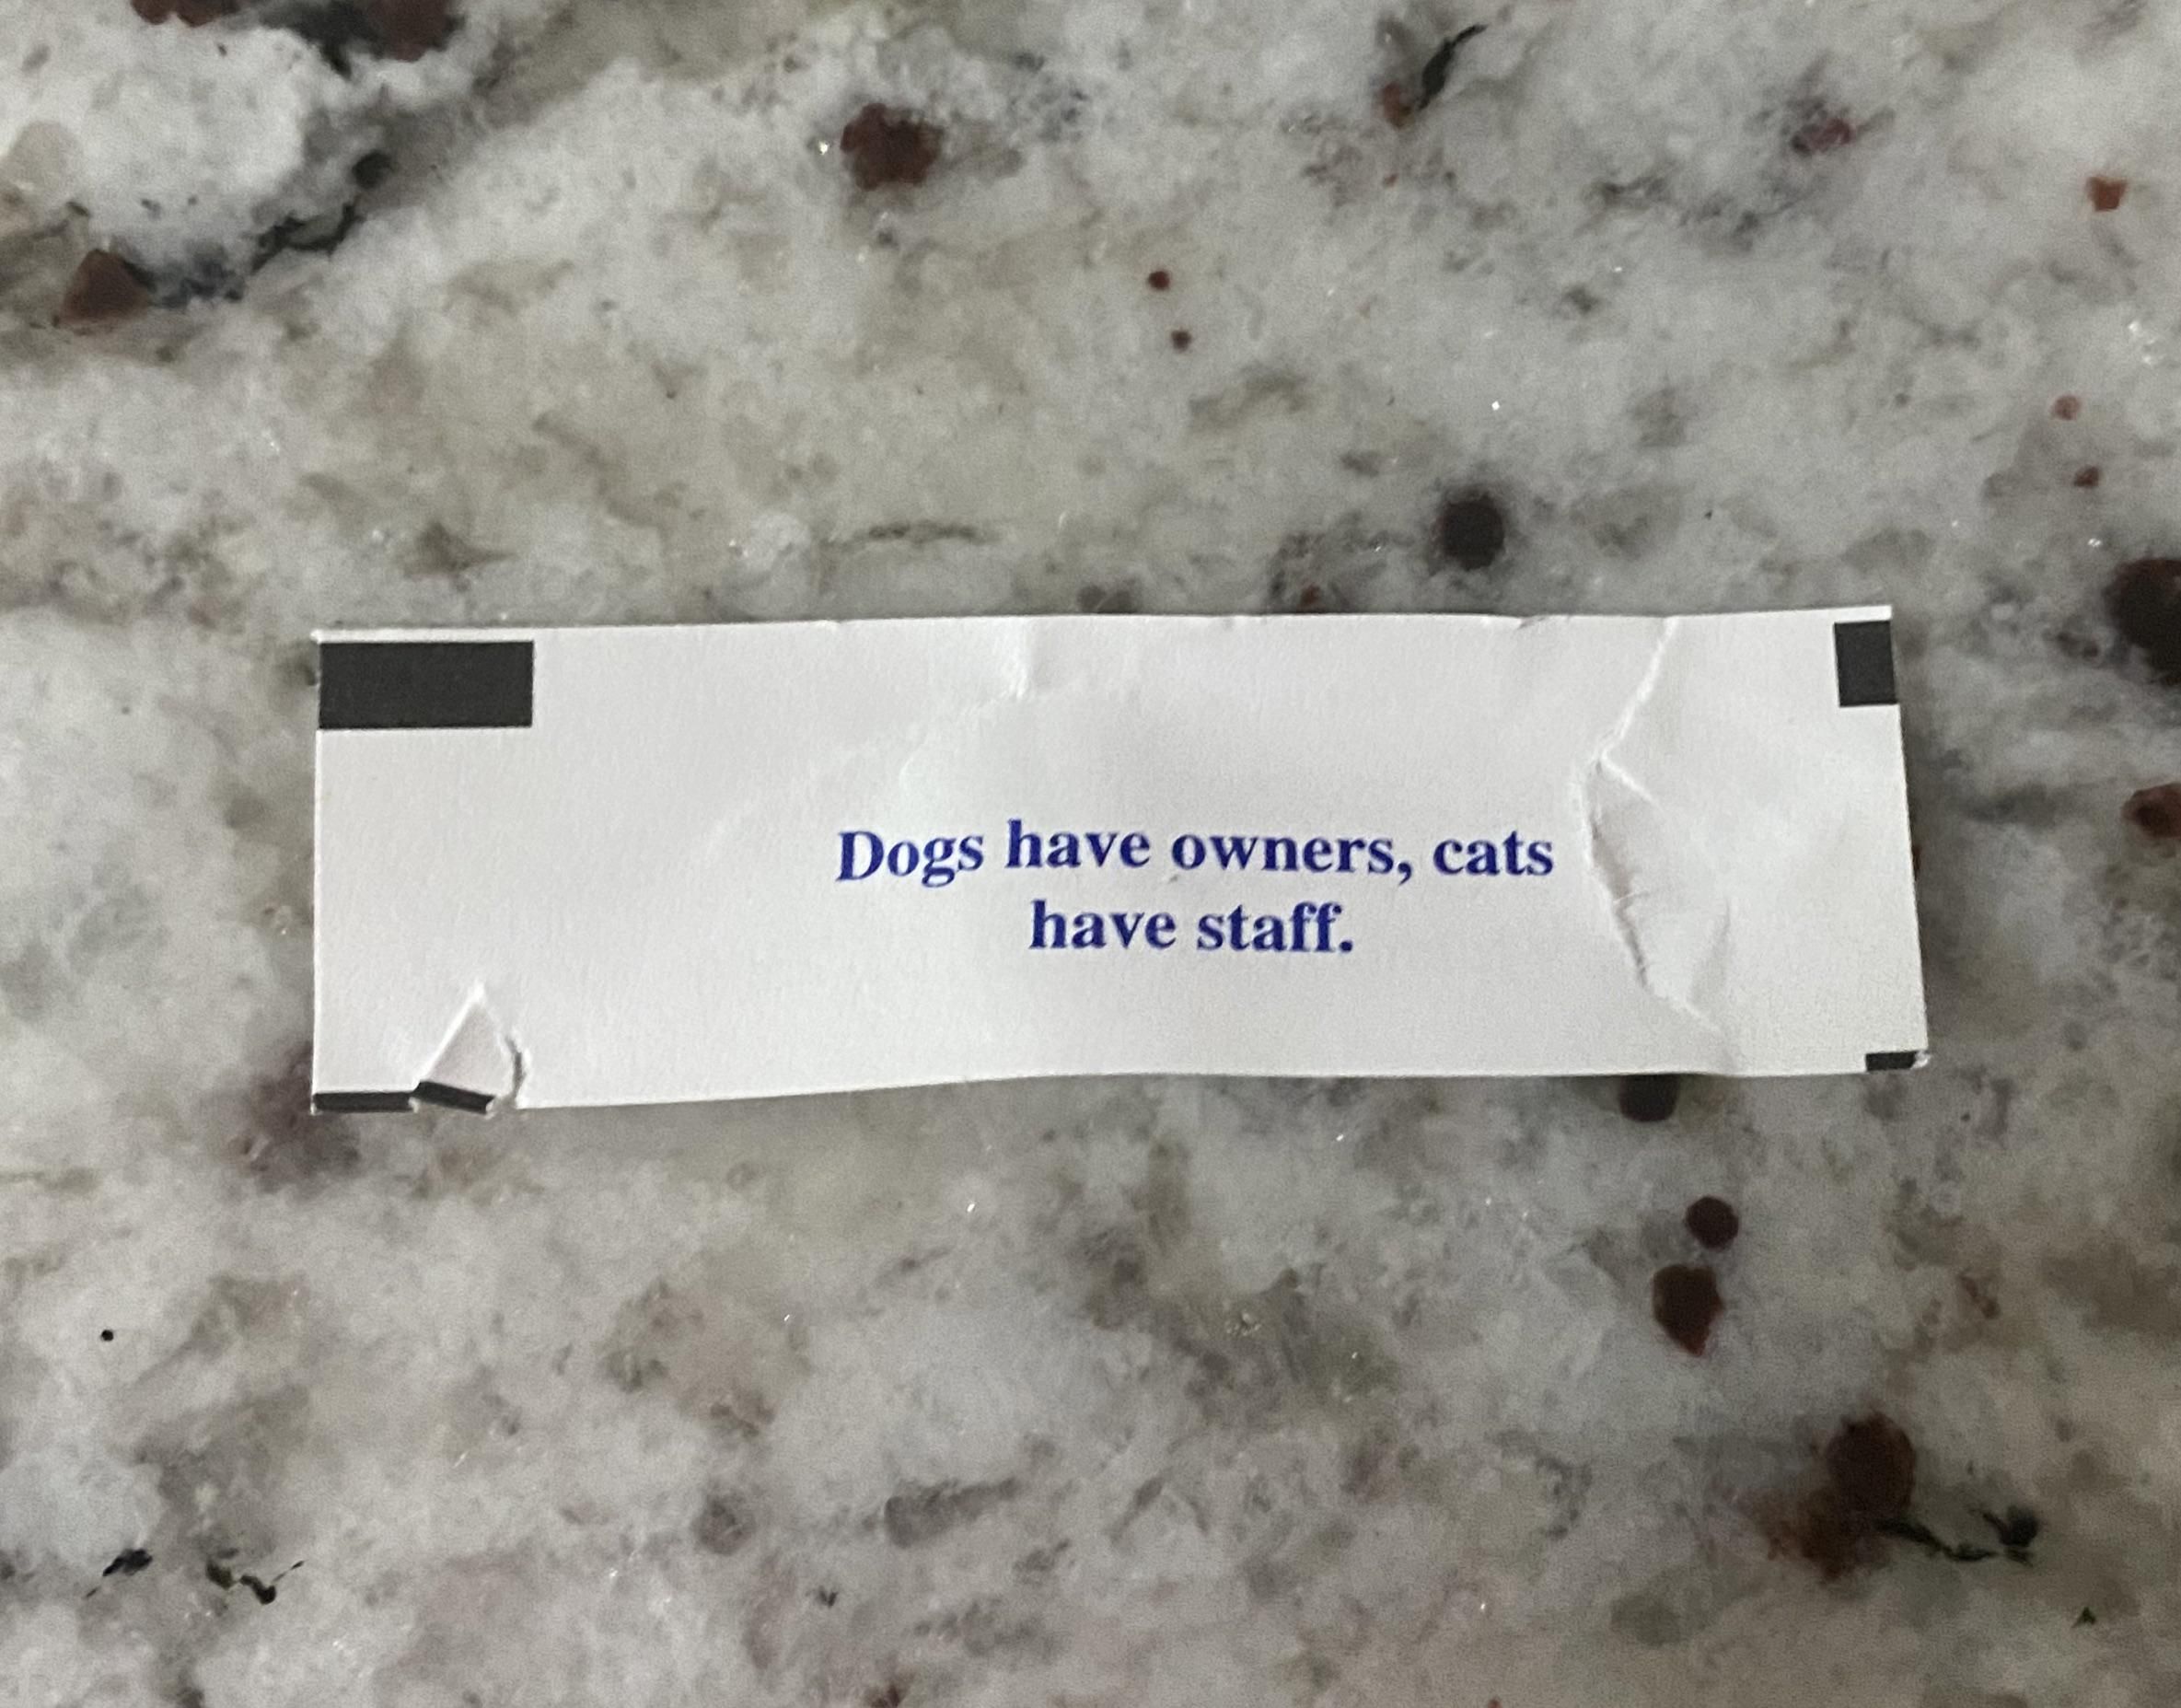 Dogs have owners, cats
have staff.